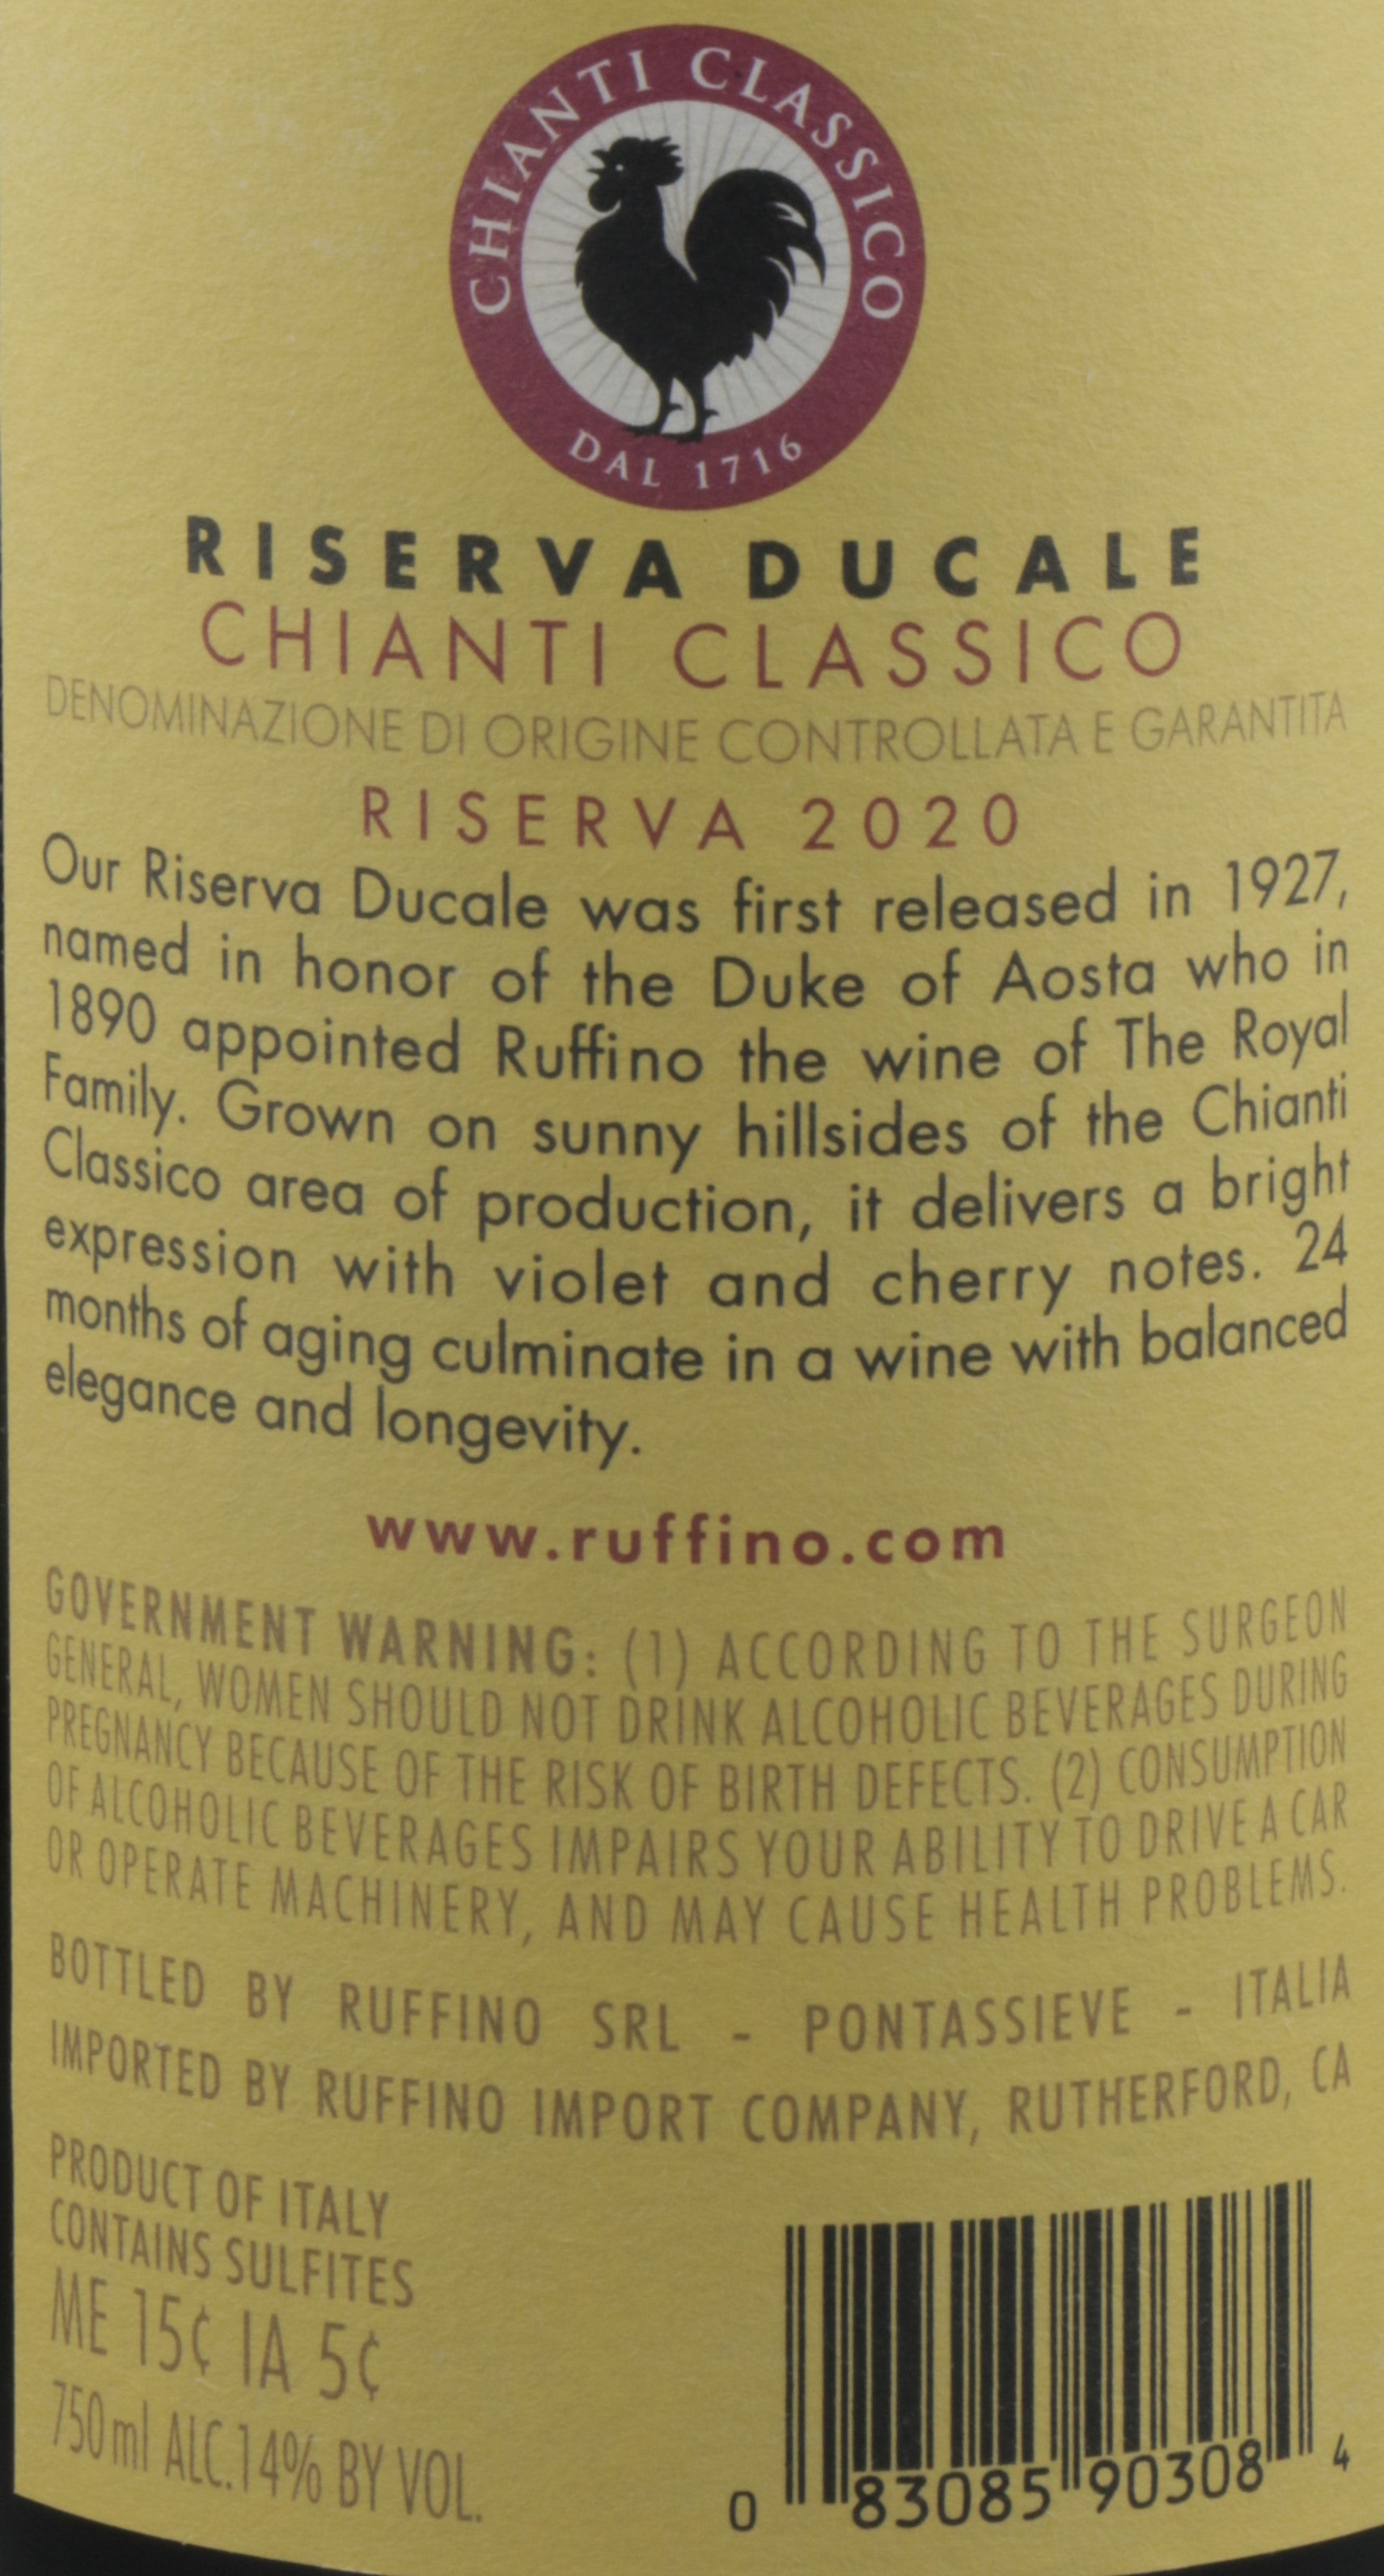 CHIANTI CLASSICO
DAL 1716
RISERVA DUCALE
CHIANTI CLASSICO
DENOMINAZIONE DI ORIGINE CONTROLLATA E GARANTITA
RISERVA 2020
Our Riserva Ducale was first released in 1927,
named in honor of the Duke of Aosta who in
1890 appointed Ruffino the wine of The Royal
Family. Grown on sunny hillsides of the Chianti
Classico area of production, it delivers a bright
expression with violet and cherry notes. 24
months of aging culminate in a wine with balanced
elegance and longevity.
www.ruffino.com
GOVERNMENT WARNING: (1) ACCORDING TO THE SURGEON
GENERAL, WOMEN SHOULD NOT DRINK ALCOHOLIC BEVERAGES DURING
PREGNANCY BECAUSE OF THE RISK OF BIRTH DEFECTS. (2) CONSUMPTION
OF ALCOHOLIC BEVERAGES IMPAIRS YOUR ABILITY TO DRIVE A CAR
OR OPERATE MACHINERY, AND MAY CAUSE HEALTH PROBLEMS.
BOTTLED BY RUFFINO SRL - PONTASSIEVE - ITALIA
IMPORTED BY RUFFINO IMPORT COMPANY, RUTHERFORD, CA
PRODUCT OF ITALY
CONTAINS SULFITES
ME 15¢ IA 5¢
750 ml ALC.14% BY VOL.
0 83085 90308 4